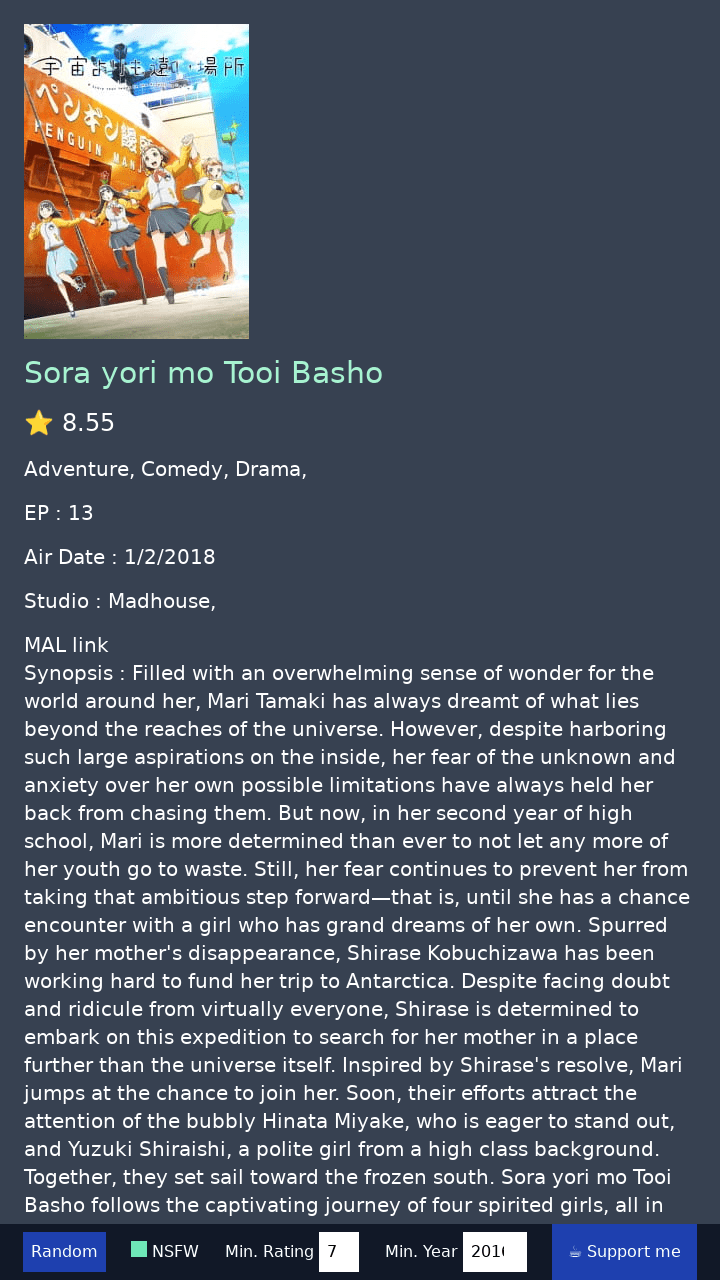 宇宙よりも遠い場所
ペンギン饅
PENGUIN MANJ
Sora yori mo Tooi Basho
⭐ 8.55
Adventure, Comedy, Drama,
EP : 13
Air Date : 1/2/2018
Studio : Madhouse,
MAL link
Synopsis : Filled with an overwhelming sense of wonder for the
world around her, Mari Tamaki has always dreamt of what lies
beyond the reaches of the universe. However, despite harboring
such large aspirations on the inside, her fear of the unknown and
anxiety over her own possible limitations have always held her
back from chasing them. But now, in her second year of high
school, Mari is more determined than ever to not let any more of
her youth go to waste. Still, her fear continues to prevent her from
taking that ambitious step forward—that is, until she has a chance
encounter with a girl who has grand dreams of her own. Spurred
by her mother's disappearance, Shirase Kobuchizawa has been
working hard to fund her trip to Antarctica. Despite facing doubt
and ridicule from virtually everyone, Shirase is determined to
embark on this expedition to search for her mother in a place
further than the universe itself. Inspired by Shirase's resolve, Mari
jumps at the chance to join her. Soon, their efforts attract the
attention of the bubbly Hinata Miyake, who is eager to stand out,
and Yuzuki Shiraishi, a polite girl from a high class background.
Together, they set sail toward the frozen south. Sora yori mo Tooi
Basho follows the captivating journey of four spirited girls, all in
Random NSFW Min. Rating 7 Min. Year 201 ☕ Support me